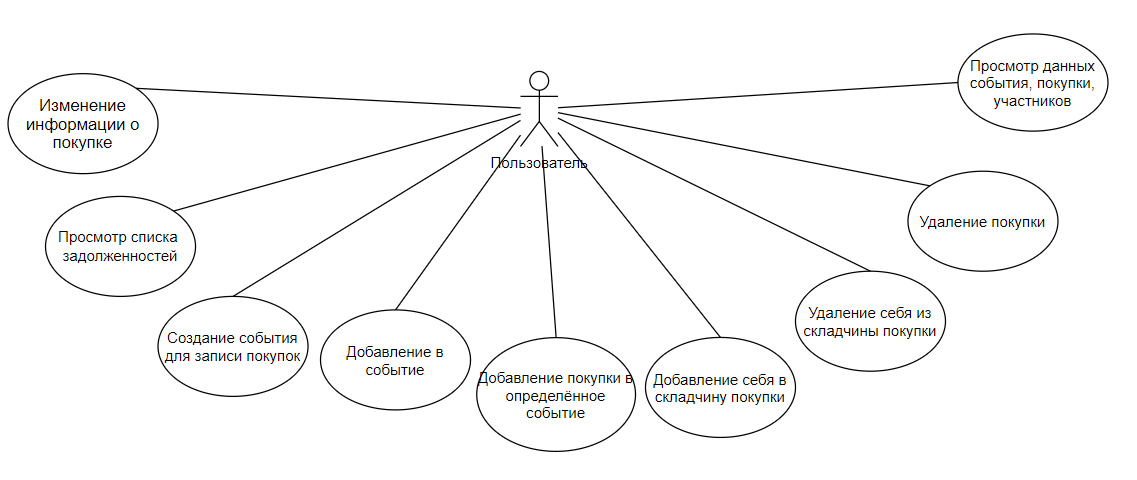 Просмотр данных
события, покупки,
участников
Изменение
информации о
покупке
Пользователь
Удаление покупки
Просмотр списка
задолженностей
Удаление себя из
складчины покупки
Создание события
для записи покупок
Добавление в
событие
Добавление покупки в
определённое
событие
Добавление себя в
складчину покупки